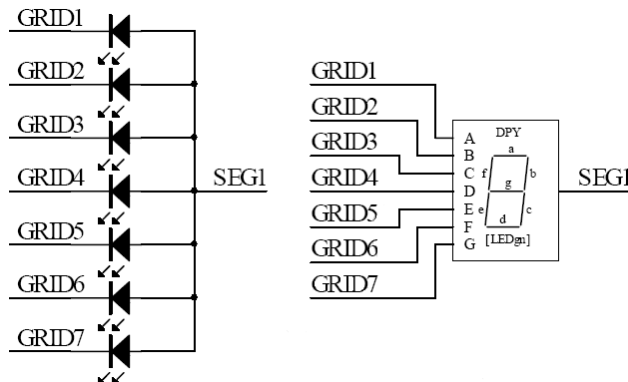 GRID1
GRID2
GRID3
GRID4
GRID5
GRID6
GRID7
SEG1
GRID1
GRID2
GRID3
GRID4
GRID5
GRID6
GRID7
DPY
A
B
C
D
E
F
G
a
f
b
g
e
c
d
[LEDgn]
SEG1